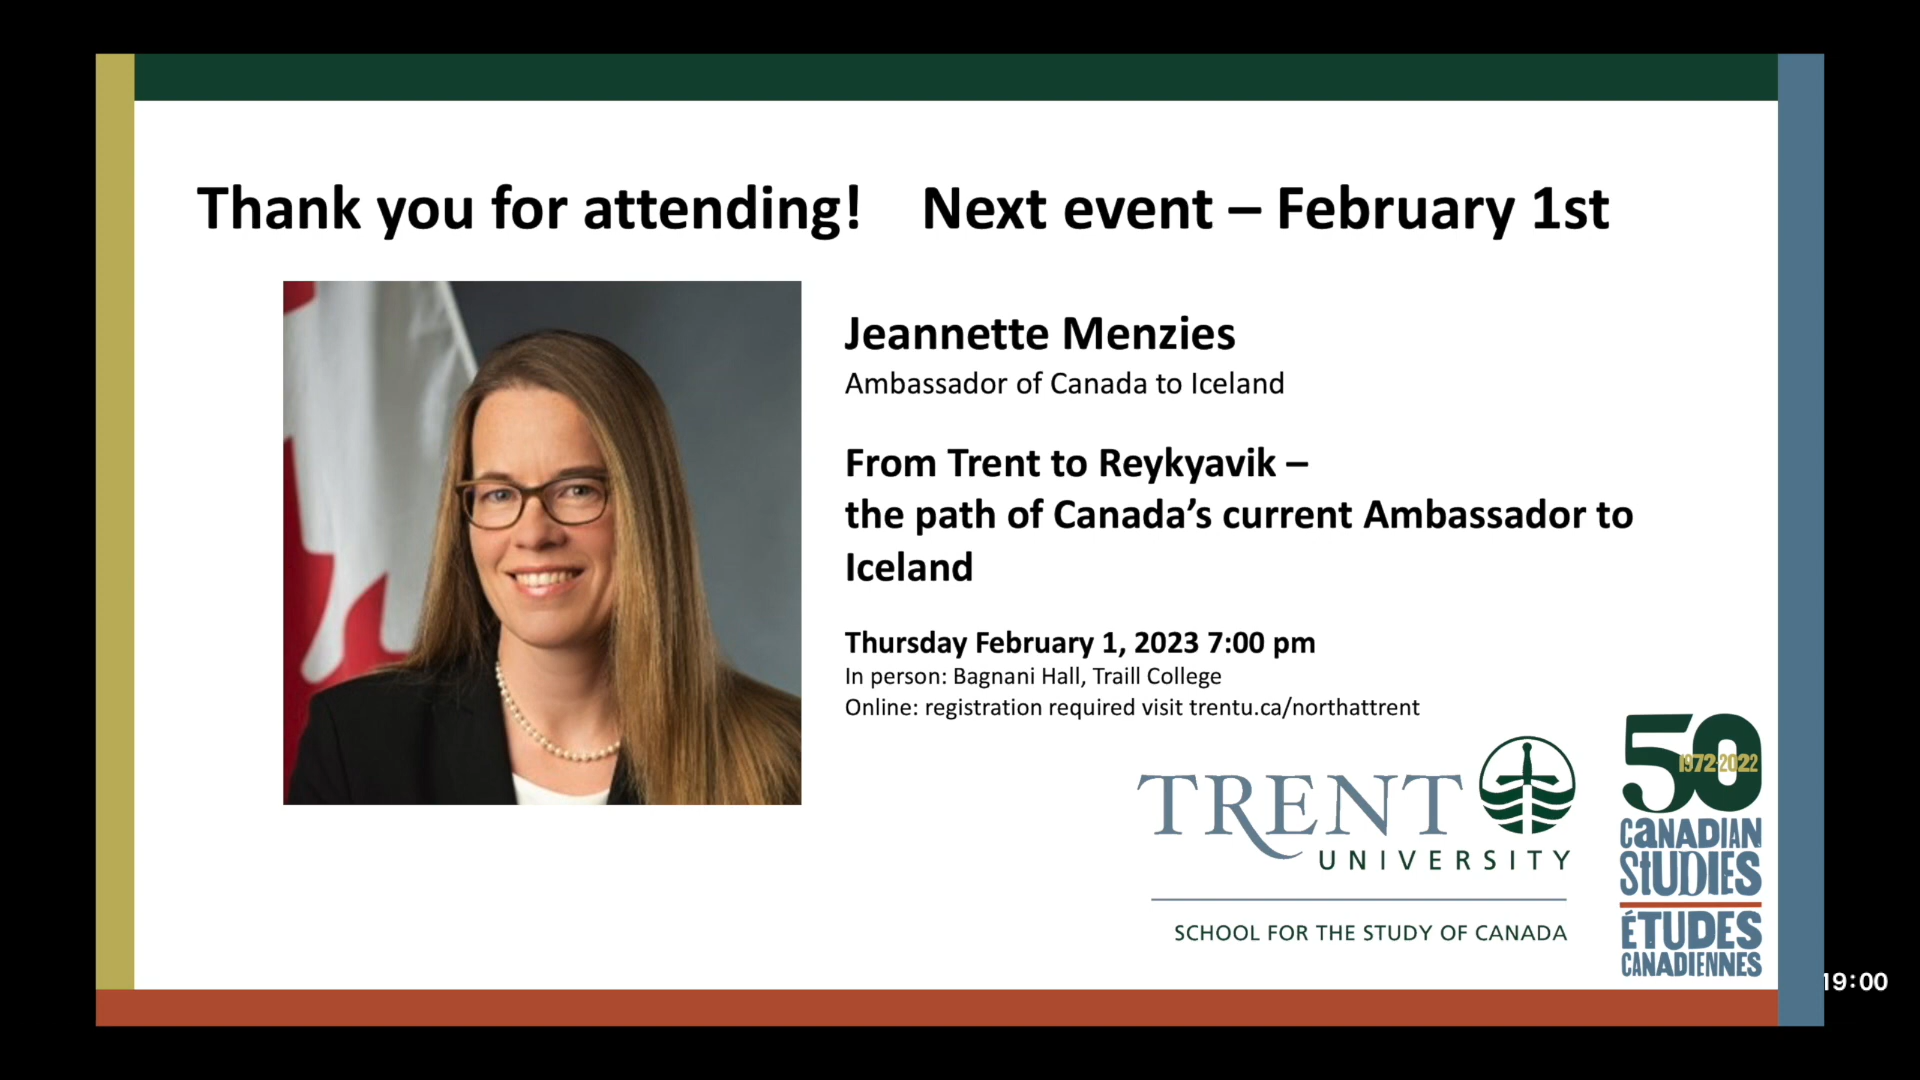 Thank you for attending! Next event – February 1st
Jeannette Menzies
Ambassador of Canada to Iceland
From Trent to Reykyavik –
the path of Canada’s current Ambassador to
Iceland
Thursday February 1, 2023 7:00 pm
In person: Bagnani Hall, Traill College
Online: registration required visit trentu.ca/northattrent
TRENT
UNIVERSITY
SCHOOL FOR THE STUDY OF CANADA
50
1972-2022
CANADIAN
STUDIES
ÉTUDES
CANADIENNES
19:00